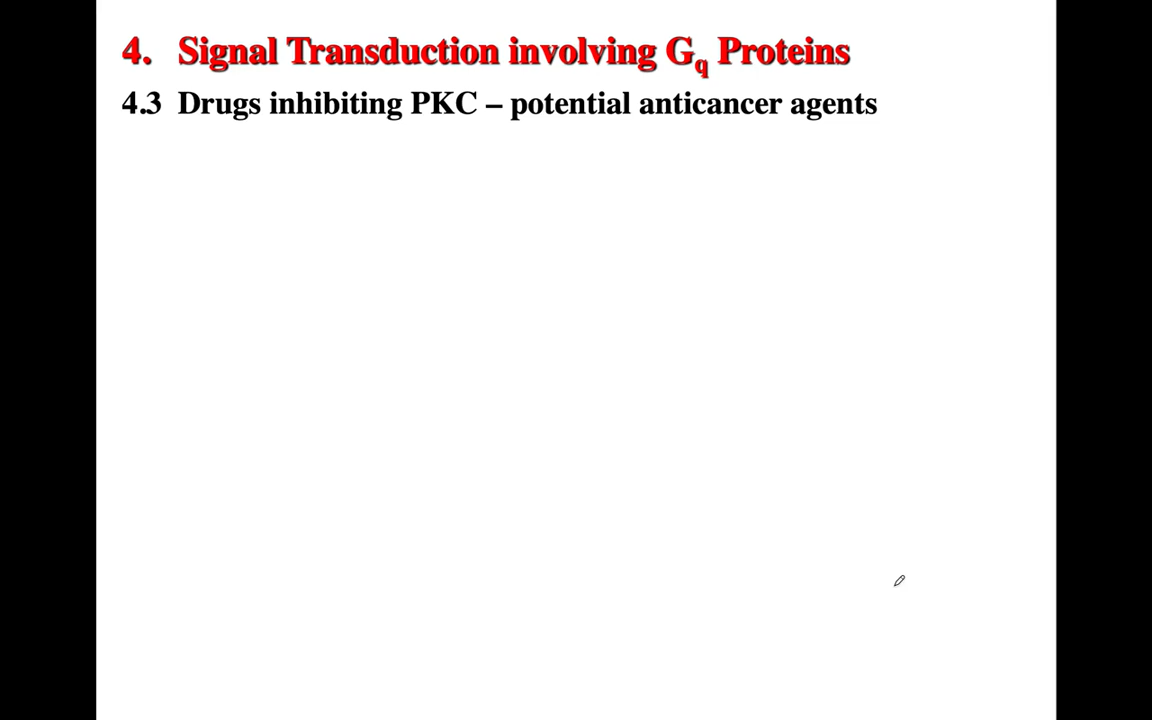 4. Signal Transduction involving Gq Proteins
4.3 Drugs inhibiting PKC – potential anticancer agents